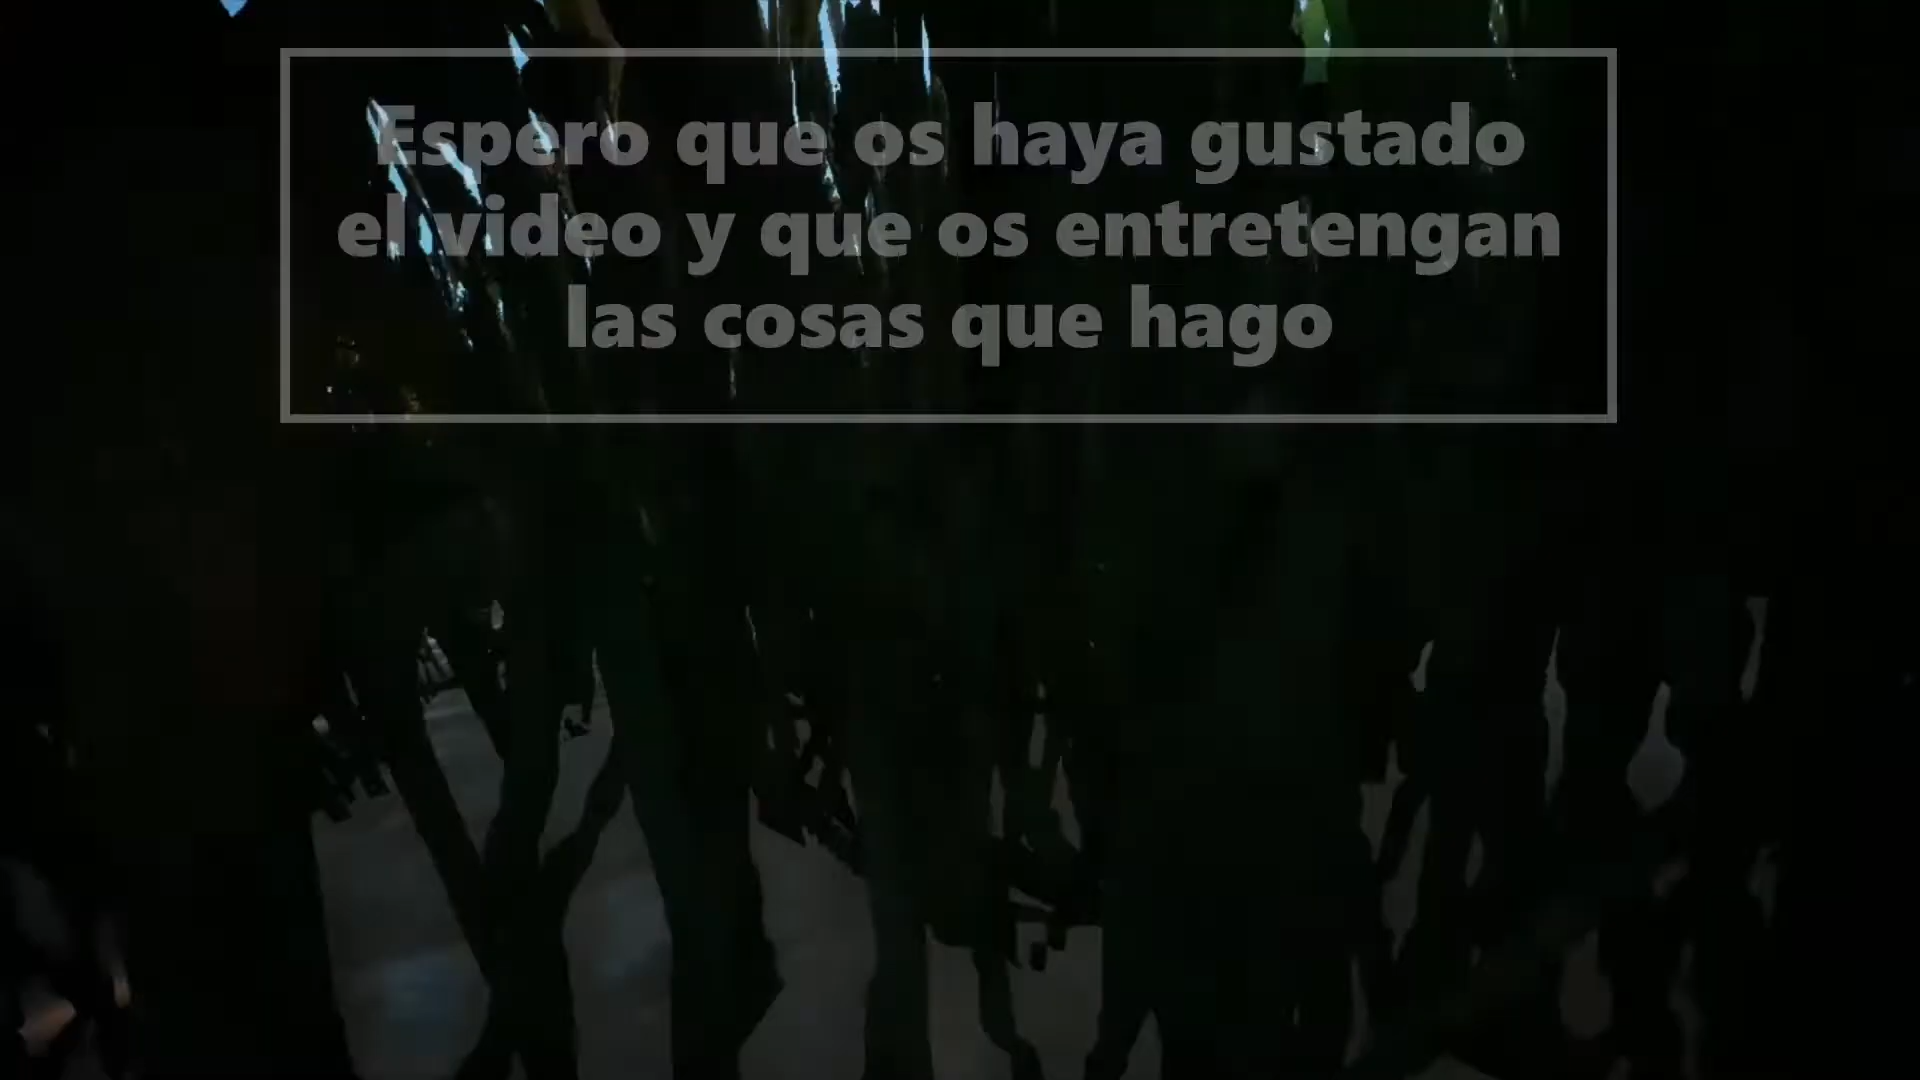 Espero que os haya gustado
el video y que os entretengan
las cosas que hago